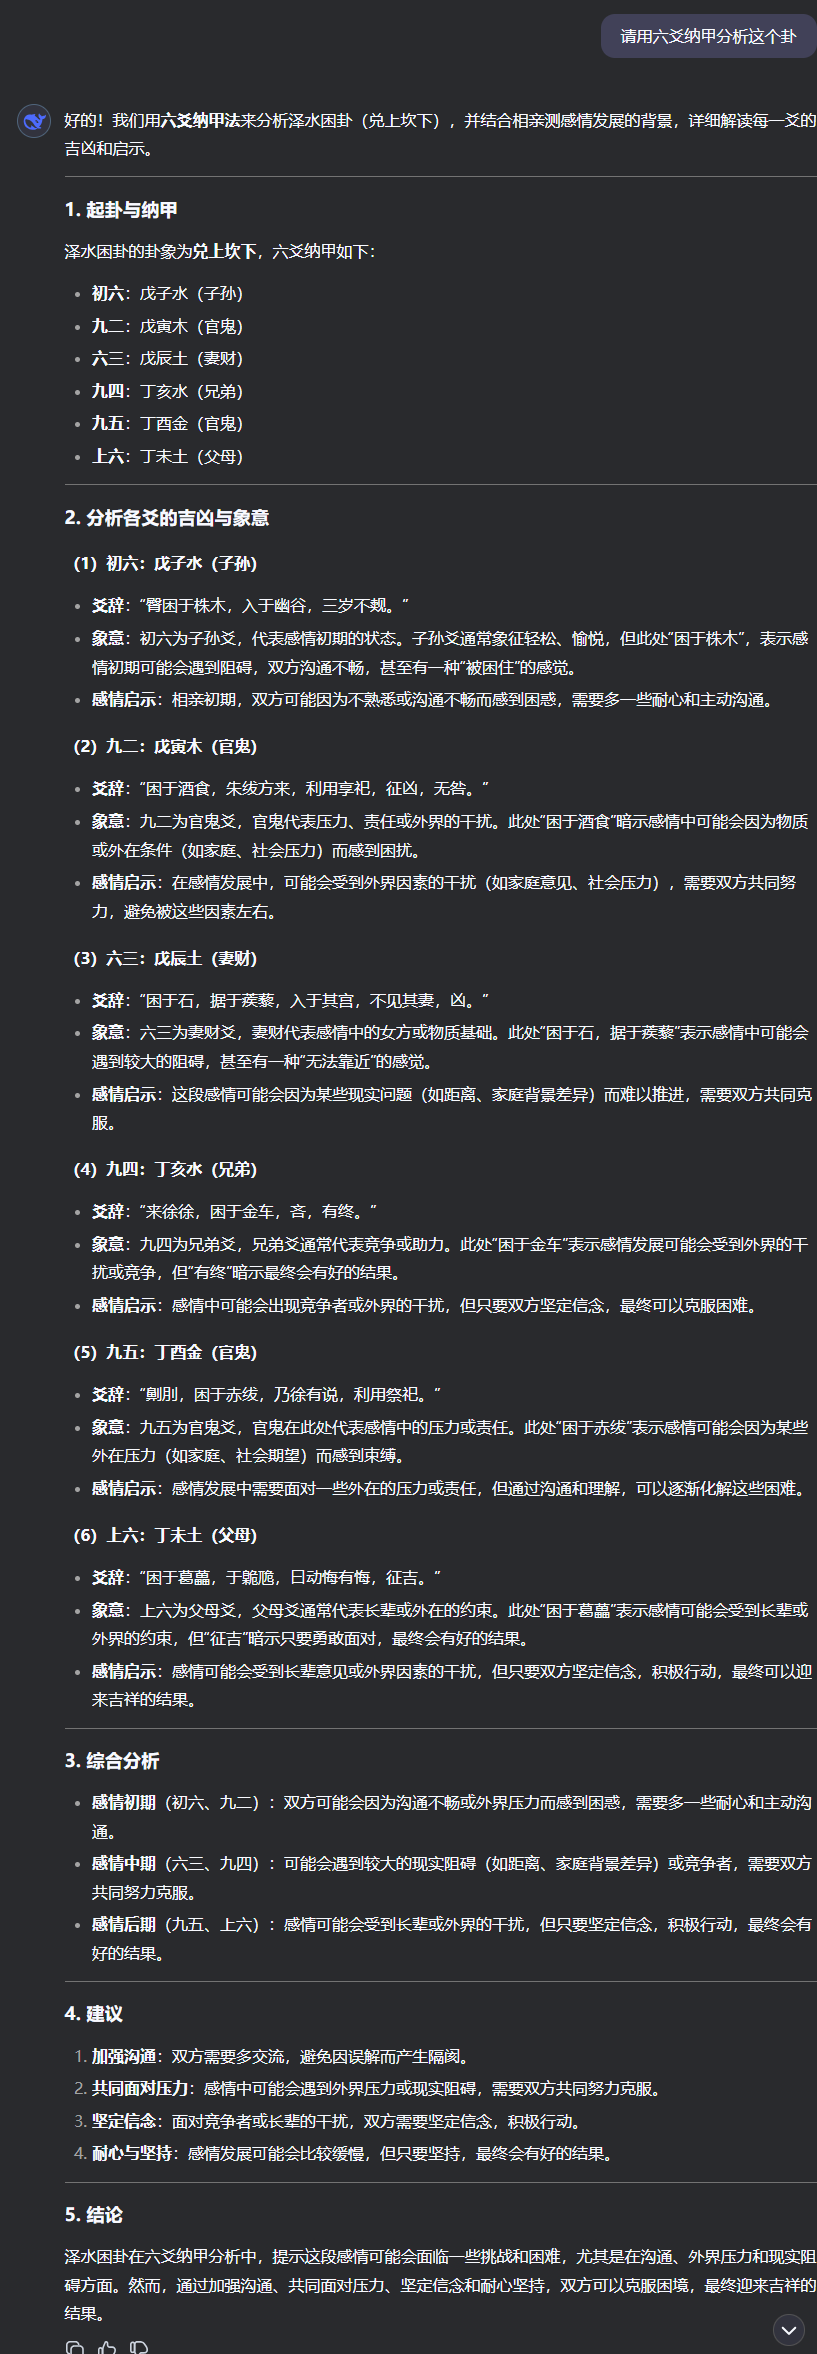 请用六爻纳甲分析这个卦
好的！我们用六爻纳甲法来分析泽水困卦（兑上坎下），并结合相亲测感情发展的背景，详细解读每一爻的
吉凶和启示。
1. 起卦与纳甲
泽水困卦的卦象为兑上坎下，六爻纳甲如下：
初六：戊子水（子孙）
九二：戊寅木（官鬼）
六三：戊辰土（妻财）
九四：丁亥水（兄弟）
九五：丁酉金（官鬼）
上六：丁未土（父母）
2. 分析各爻的吉凶与象意
（1）初六：戊子水（子孙）
爻辞：“臀困于株木，入于幽谷，三岁不觌。”
象意：初六为子孙爻，代表感情初期的状态。子孙爻通常象征轻松、愉悦，但此处“困于株木”，表示感
情初期可能会遇到阻碍，双方沟通不畅，甚至有一种“被困住”的感觉。
感情启示：相亲初期，双方可能因为不熟悉或沟通不畅而感到困惑，需要多一些耐心和主动沟通。
（2）九二：戊寅木（官鬼）
爻辞：“困于酒食，朱绂方来，利用享祀，征凶，无咎。”
象意：九二为官鬼爻，官鬼代表压力、责任或外界的干扰。此处“困于酒食”暗示感情中可能会因为物质
或外在条件（如家庭、社会压力）而感到困扰。
感情启示：在感情发展中，可能会受到外界因素的干扰（如家庭意见、社会压力），需要双方共同努
力，避免被这些因素左右。
（3）六三：戊辰土（妻财）
爻辞：“困于石，据于蒺藜，入于其宫，不见其妻，凶。”
象意：六三为妻财爻，妻财代表感情中的女方或物质基础。此处“困于石，据于蒺藜”表示感情中可能会
遇到较大的阻碍，甚至有一种“无法靠近”的感觉。
感情启示：这段感情可能会因为某些现实问题（如距离、家庭背景差异）而难以推进，需要双方共同克
服。
（4）九四：丁亥水（兄弟）
爻辞：“来徐徐，困于金车，吝，有终。”
象意：九四为兄弟爻，兄弟爻通常代表竞争或助力。此处“困于金车”表示感情发展可能会受到外界的干
扰或竞争，但“有终”暗示最终会有好的结果。
感情启示：感情中可能会出现竞争者或外界的干扰，但只要双方坚定信念，最终可以克服困难。
（5）九五：丁酉金（官鬼）
爻辞：“劓刖，困于赤绂，乃徐有说，利用祭祀。”
象意：九五为官鬼爻，官鬼在此处代表感情中的压力或责任。此处“困于赤绂”表示感情可能会因为某些
外在压力（如家庭、社会期望）而感到束缚。
感情启示：感情发展中需要面对一些外在的压力或责任，但通过沟通和理解，可以逐渐化解这些困难。
（6）上六：丁未土（父母）
爻辞：“困于葛藟，于臲卼，日动悔有悔，征吉。”
象意：上六为父母爻，父母爻通常代表长辈或外在的约束。此处“困于葛藟”表示感情可能会受到长辈或
外界的约束，但“征吉”暗示只要勇敢面对，最终会有好的结果。
感情启示：感情可能会受到长辈意见或外界因素的干扰，但只要双方坚定信念，积极行动，最终可以迎
来吉祥的结果。
3. 综合分析
感情初期（初六、九二）：双方可能会因为沟通不畅或外界压力而感到困惑，需要多一些耐心和主动沟
通。
感情中期（六三、九四）：可能会遇到较大的现实阻碍（如距离、家庭背景差异）或竞争者，需要双方
共同努力克服。
感情后期（九五、上六）：感情可能会受到长辈或外界的干扰，但只要坚定信念，积极行动，最终会有
好的结果。
4. 建议
1. 加强沟通：双方需要多交流，避免因误解而产生隔阂。
2. 共同面对压力：感情中可能会遇到外界压力或现实阻碍，需要双方共同努力克服。
3. 坚定信念：面对竞争者或长辈的干扰，双方需要坚定信念，积极行动。
4. 耐心与坚持：感情发展可能会比较缓慢，但只要坚持，最终会有好的结果。
5. 结论
泽水困卦在六爻纳甲分析中，提示这段感情可能会面临一些挑战和困难，尤其是在沟通、外界压力和现实阻
碍方面。然而，通过加强沟通、共同面对压力、坚定信念和耐心坚持，双方可以克服困境，最终迎来吉祥的
结果。